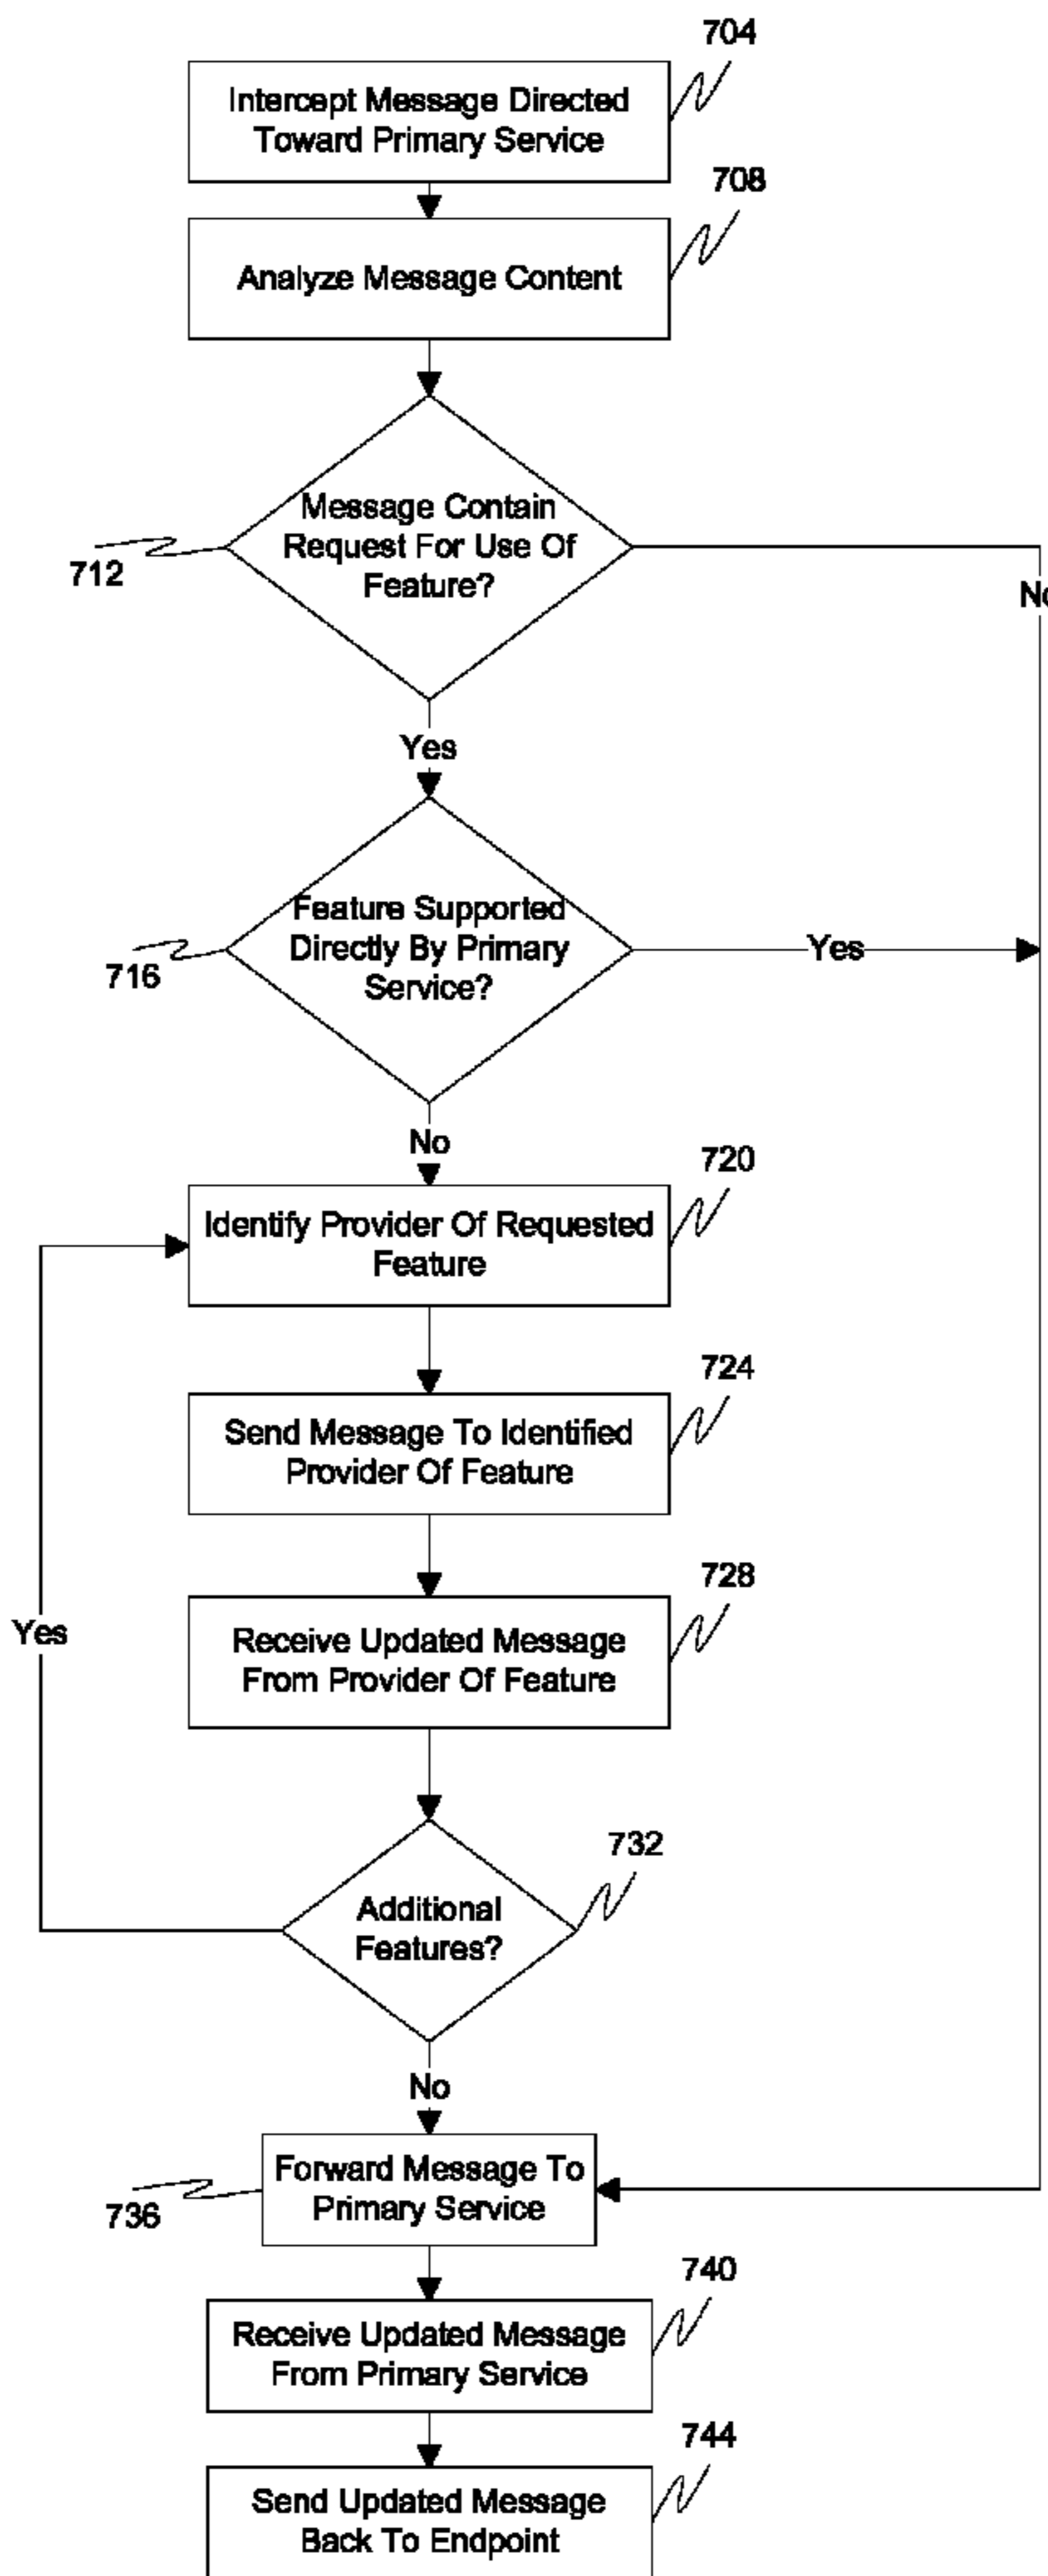 704
Intercept Message Directed
Toward Primary Service
708
Analyze Message Content
Message Contain
Request For Use Of
Feature?
712
No
Yes
Feature Supported
Directly By Primary
Service?
716
Yes
No
720
Identify Provider Of Requested
Feature
724
Send Message To Identified
Provider Of Feature
728
Receive Updated Message
From Provider Of Feature
Yes
732
Additional
Features?
No
Forward Message To
Primary Service
736
740
Receive Updated Message
From Primary Service
744
Send Updated Message
Back To Endpoint